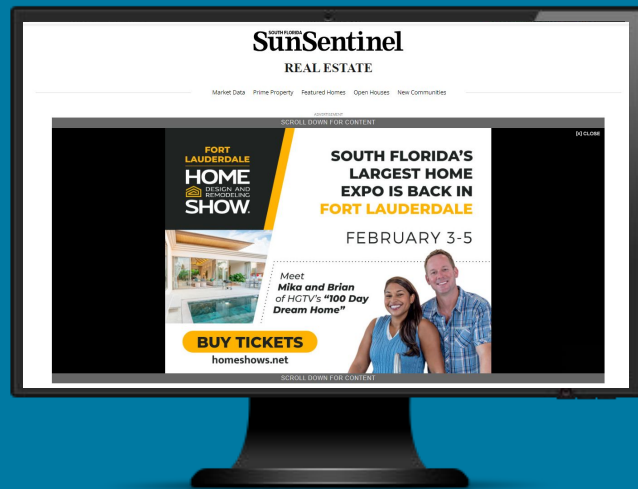 SOUTH FLORIDA
SunSentinel
REAL ESTATE
Market Data Prime Property Featured Homes Open Houses New Communities
ADVERTISEMENT
SCROLL DOWN FOR CONTENT
[x] CLOSE
FORT
LAUDERDALE
HOME
DESIGN AND
REMODELING
SHOW.
SOUTH FLORIDA'S
LARGEST HOME
EXPO IS BACK IN
FORT LAUDERDALE
FEBRUARY 3-5
Meet
Mika and Brian
of HGTV's "100 Day
Dream Home"
BUY TICKETS
homeshows.net
SCROLL DOWN FOR CONTENT